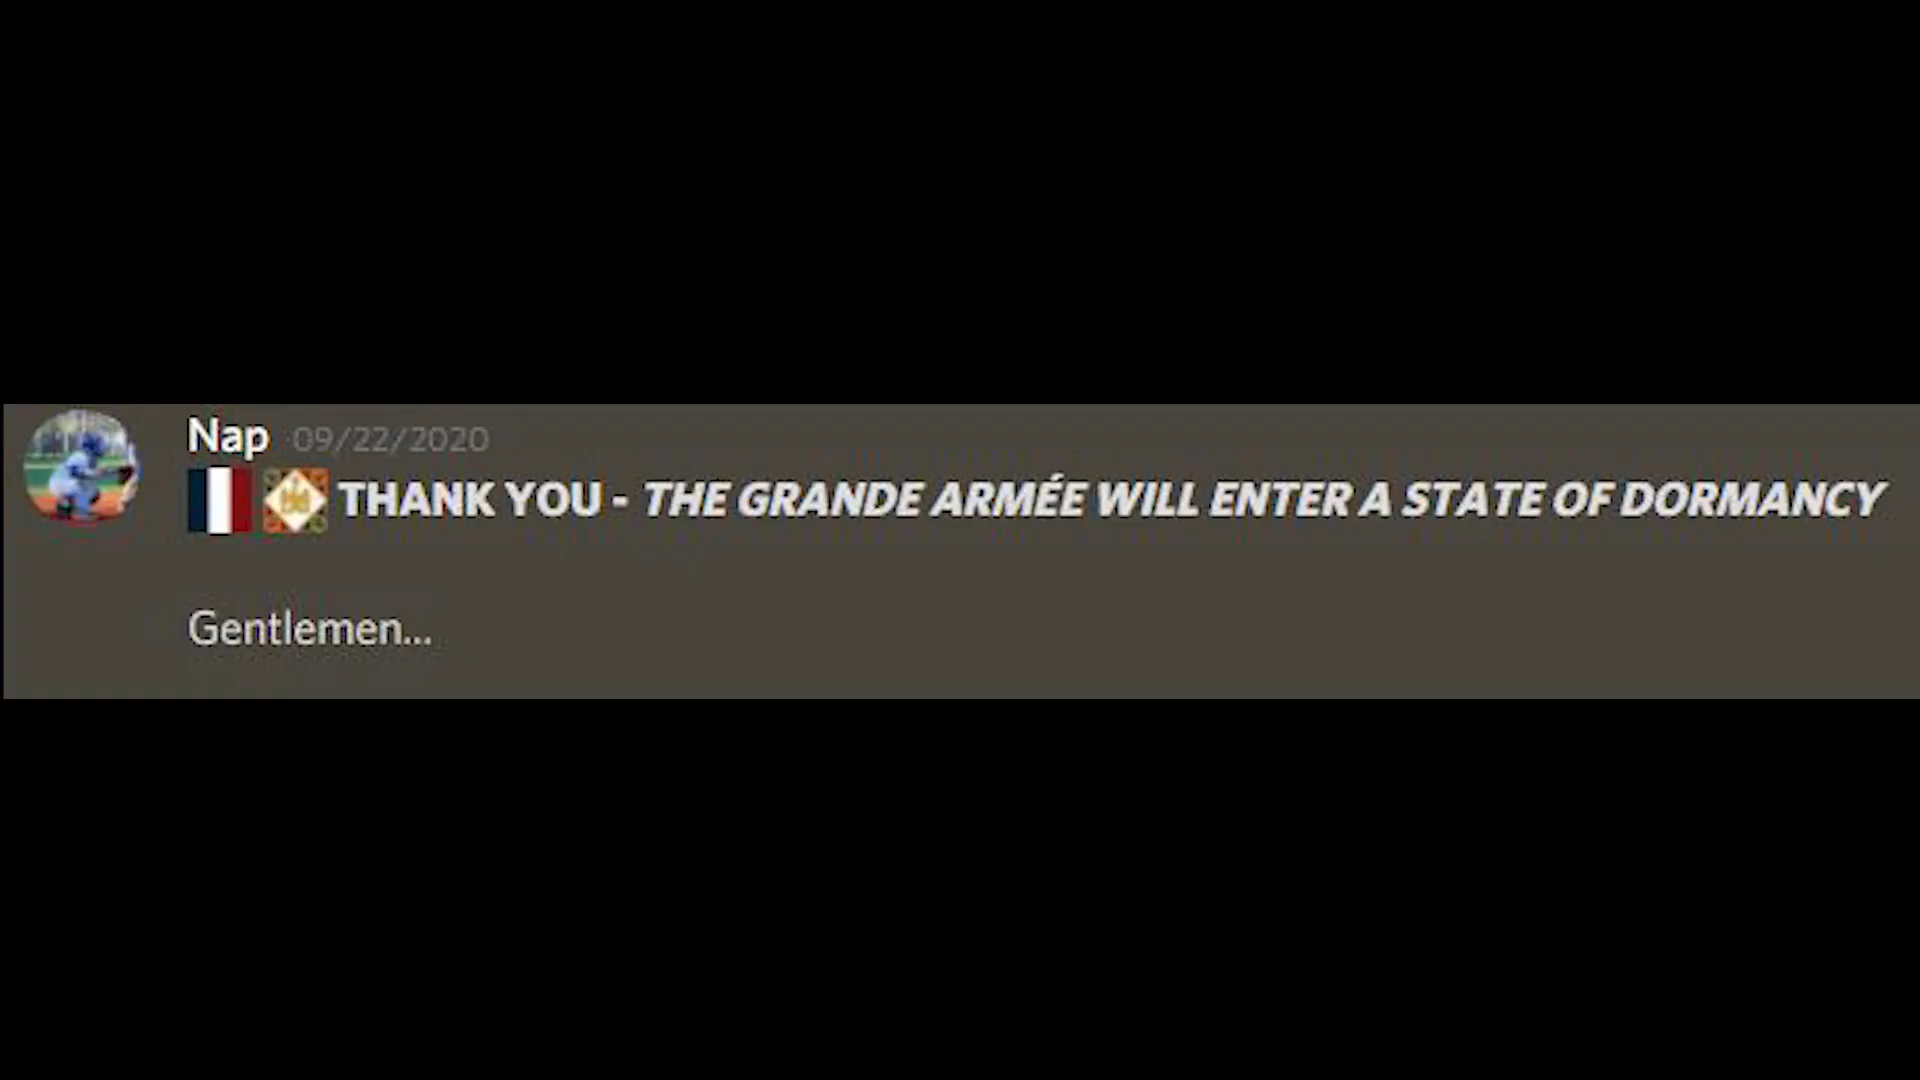 Nap 09/22/2020
THANK YOU - THE GRANDE ARMÉE WILL ENTER A STATE OF DORMANCY
Gentlemen...